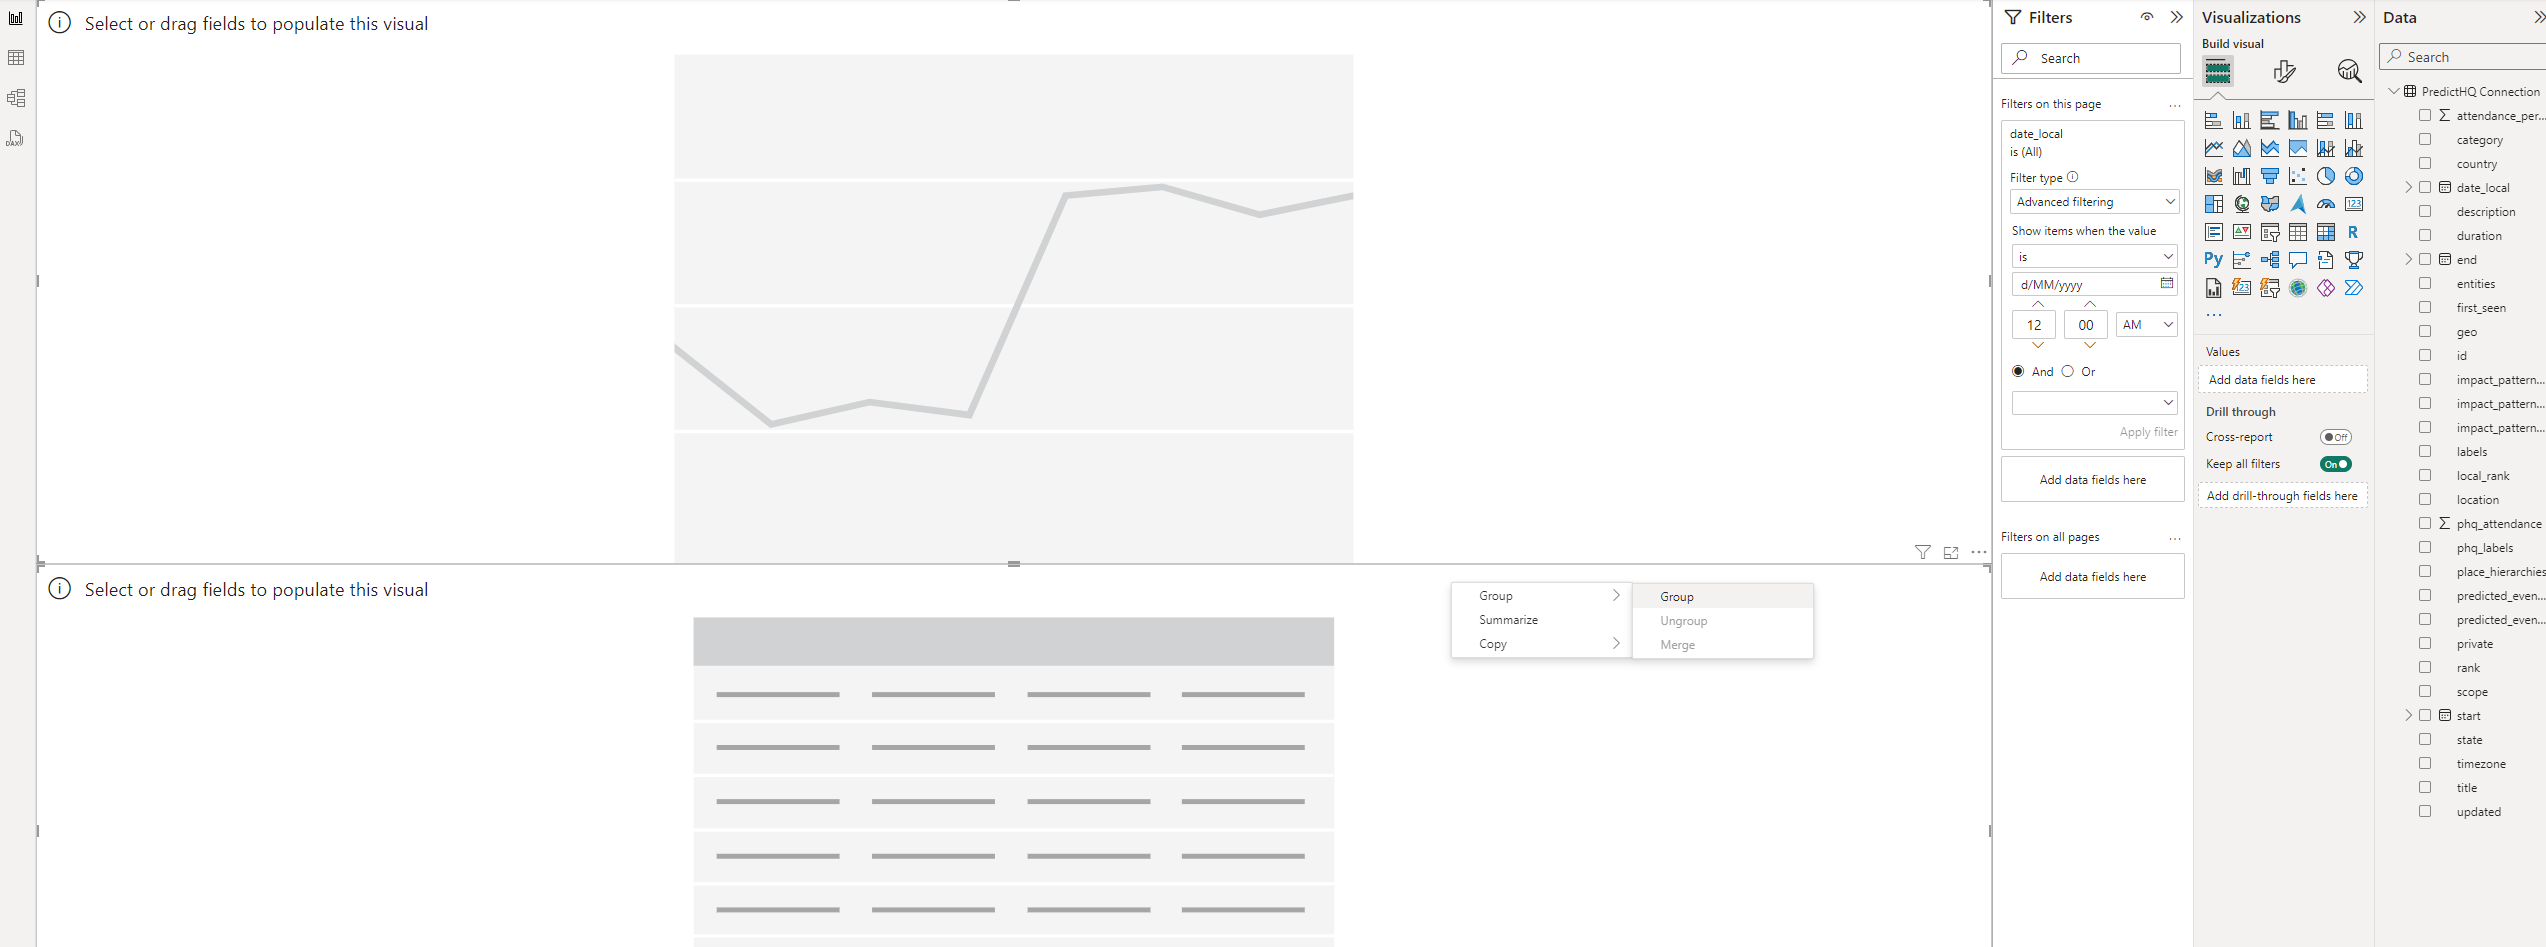 Select or drag fields to populate this visual
Select or drag fields to populate this visual
Group
Summarize
Copy
Group
Ungroup
Merge
Filters
Search
Filters on this page
...
date_local
is (All)
Filter type
Advanced filtering
Show items when the value
is
d/MM/yyyy
12 00 AM
And Or
Apply filter
Add data fields here
Filters on all pages
...
Add data fields here
Visualizations
Build visual
123
R
Py
123
...
Values
Add data fields here
Drill through
Cross-report Off
Keep all filters On
Add drill-through fields here
Data
Search
PredictHQ Connection
attendance_per...
category
country
date_local
description
duration
end
entities
first_seen
geo
id
impact_pattern...
impact_pattern...
impact_pattern...
labels
local_rank
location
phq_attendance
phq_labels
place_hierarchies
predicted_even...
predicted_even...
private
rank
scope
start
state
timezone
title
updated
DAX